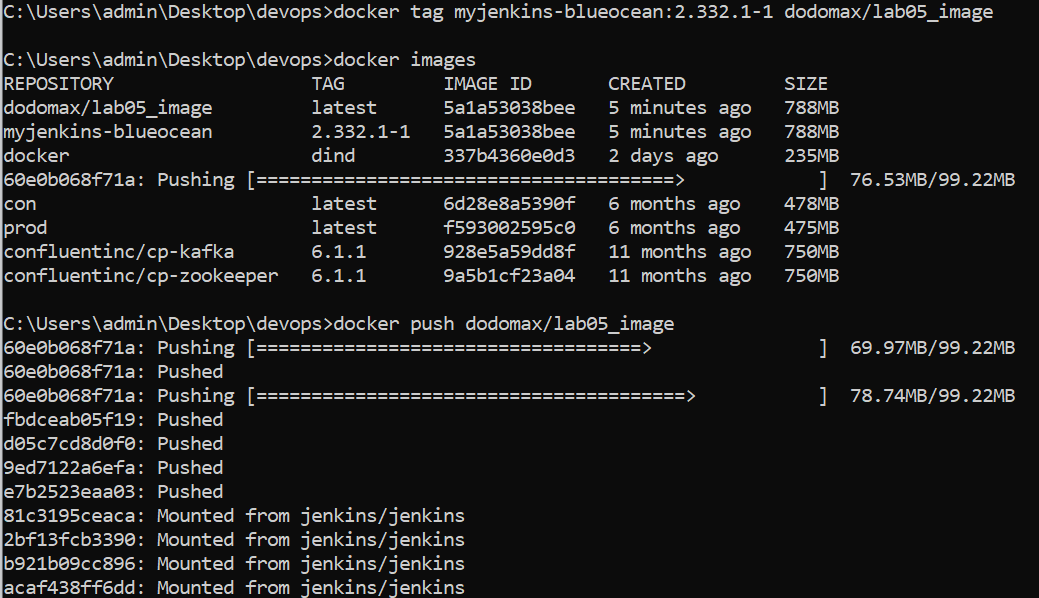 C:\Users\admin\Desktop\devops>docker tag myjenkins-blueocean:2.332.1-1 dodomax/lab05_image
C:\Users\admin\Desktop\devops>docker images
REPOSITORY TAG IMAGE ID CREATED SIZE
dodomax/lab05_image latest 5a1a53038bee 5 minutes ago 788MB
myjenkins-blueocean 2.332.1-1 5a1a53038bee 5 minutes ago 788MB
docker dind 337b4360e0d3 2 days ago 235MB
60e0b068f71a: Pushing [======================================>             ] 76.53MB/99.22MB
con latest 6d28e8a5390f 6 months ago 478MB
prod latest f593002595c0 6 months ago 475MB
confluentinc/cp-kafka 6.1.1 928e5a59dd8f 11 months ago 750MB
confluentinc/cp-zookeeper 6.1.1 9a5b1cf23a04 11 months ago 750MB
C:\Users\admin\Desktop\devops>docker push dodomax/lab05_image
60e0b068f71a: Pushing [===================================>                ] 69.97MB/99.22MB
60e0b068f71a: Pushed
60e0b068f71a: Pushing [=======================================>            ] 78.74MB/99.22MB
fbdceab05f19: Pushed
d05c7cd8d0f0: Pushed
9ed7122a6efa: Pushed
e7b2523eaa03: Pushed
81c3195ceaca: Mounted from jenkins/jenkins
2bf13fcb3390: Mounted from jenkins/jenkins
b921b09cc896: Mounted from jenkins/jenkins
acaf438ff6dd: Mounted from jenkins/jenkins